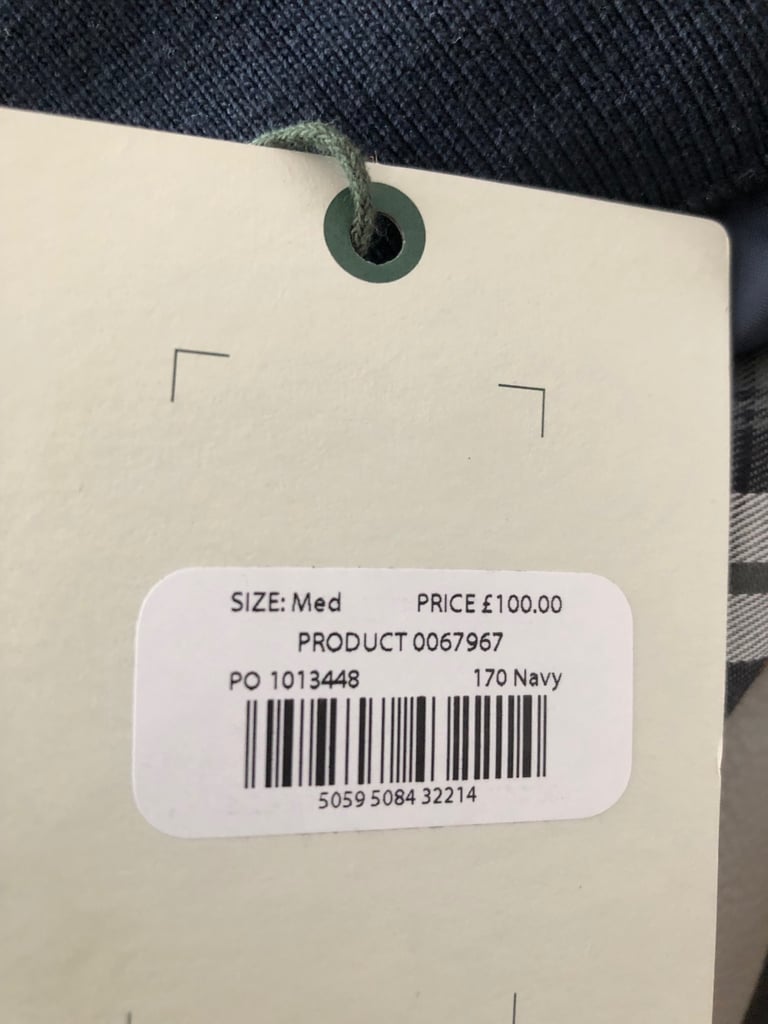 SIZE: Med PRICE £100.00
PRODUCT 0067967
PO 1013448 170 Navy
5059 5084 32214